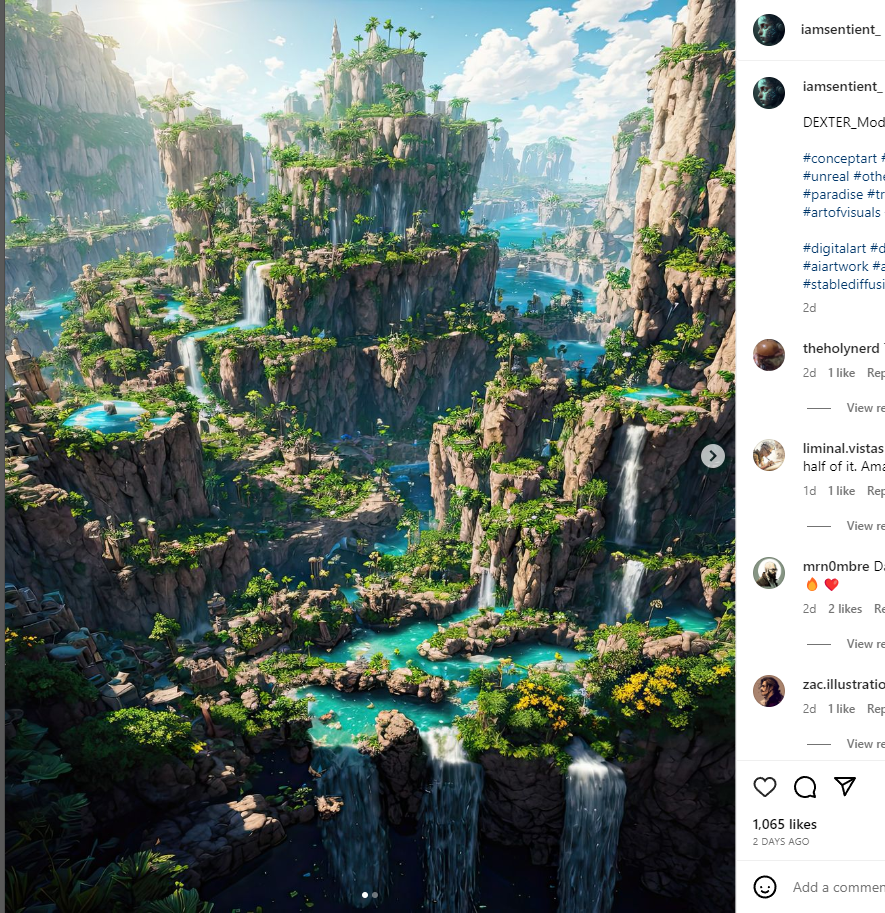 iamsentient_
iamsentient_
DEXTER_Mod
#conceptart #
#unreal #othe
#paradise #tr
#artofvisuals
#digitalart #d
#aiartwork #a
#stablediffusi
2d
theholynerd
2d 1 like Rep
View re
liminal.vistas
half of it. Ama
1d 1 like Rep
View re
mrn0mbre Da
🔥 ❤️
2d 2 likes Re
View re
zac.illustratio
2d 1 like Rep
View re
1,065 likes
2 DAYS AGO
Add a commen